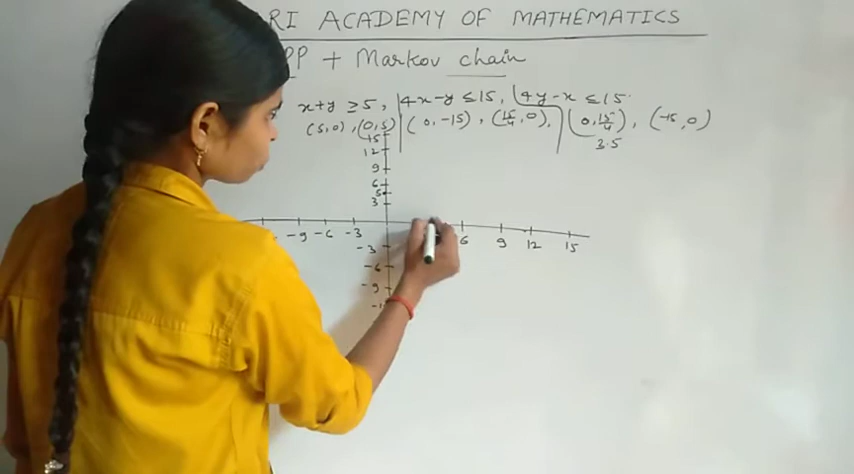 RI ACADEMY OF MATHEMATICS
PP + Markov chain
x+y ≥ 5, 4x-y ≤ 15, 4y-x ≤ 15.
(5,0), (0,5) (0,-15), (15/4, 0), (0, 15/4), (-15, 0)
3.5
15
12
9
6
5
3
-9 -6 -3 6 9 12 15
-3
-6
-9